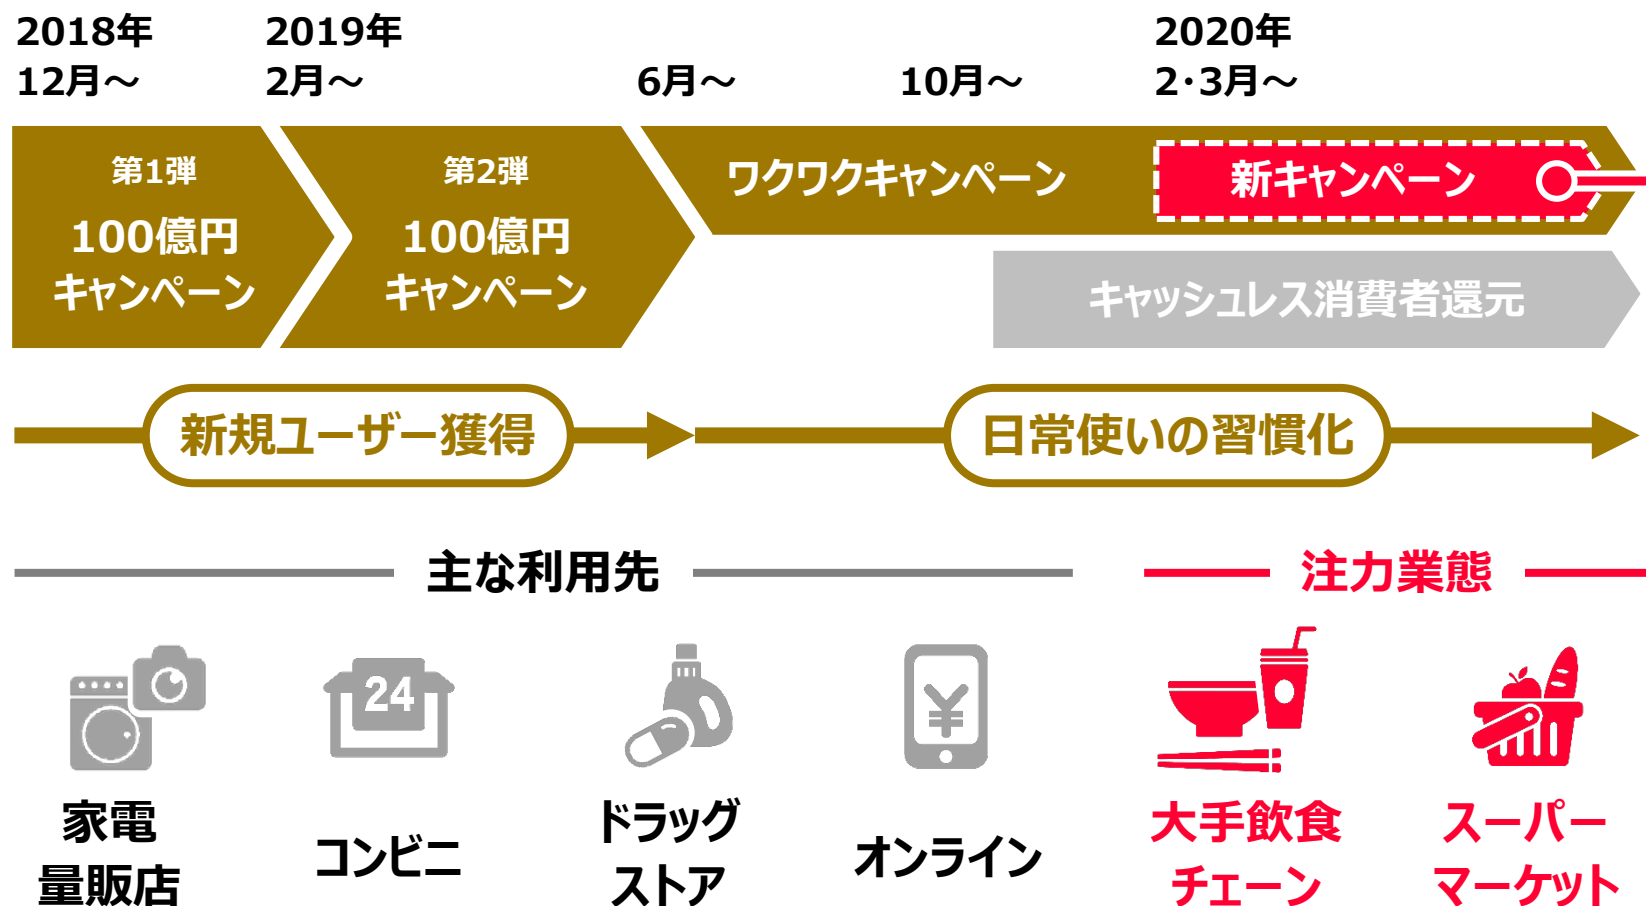 2018年
12月～
2019年
2月～
6月～
10月～
2020年
2・3月～
第1弾
100億円
キャンペーン
第2弾
100億円
キャンペーン
ワクワクキャンペーン
新キャンペーン
キャッシュレス消費者還元
新規ユーザー獲得
日常使いの習慣化
主な利用先
注力業態
24
¥
家電
量販店
コンビニ
ドラッグ
ストア
オンライン
大手飲食
チェーン
スーパー
マーケット